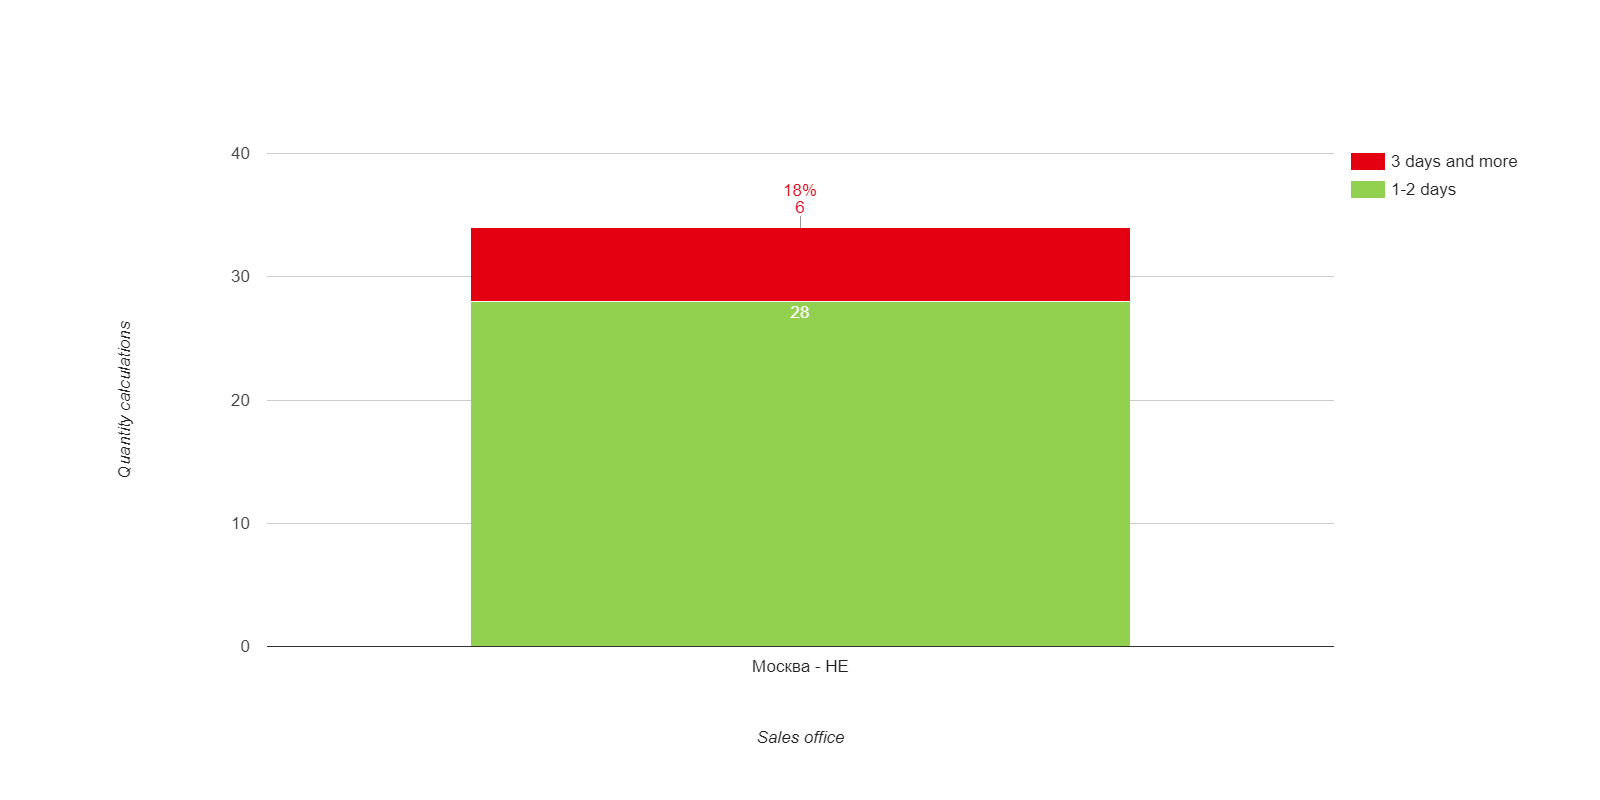 40
30
20
10
0
Quantity calculations
18%
6
28
Москва - НЕ
Sales office
3 days and more
1-2 days